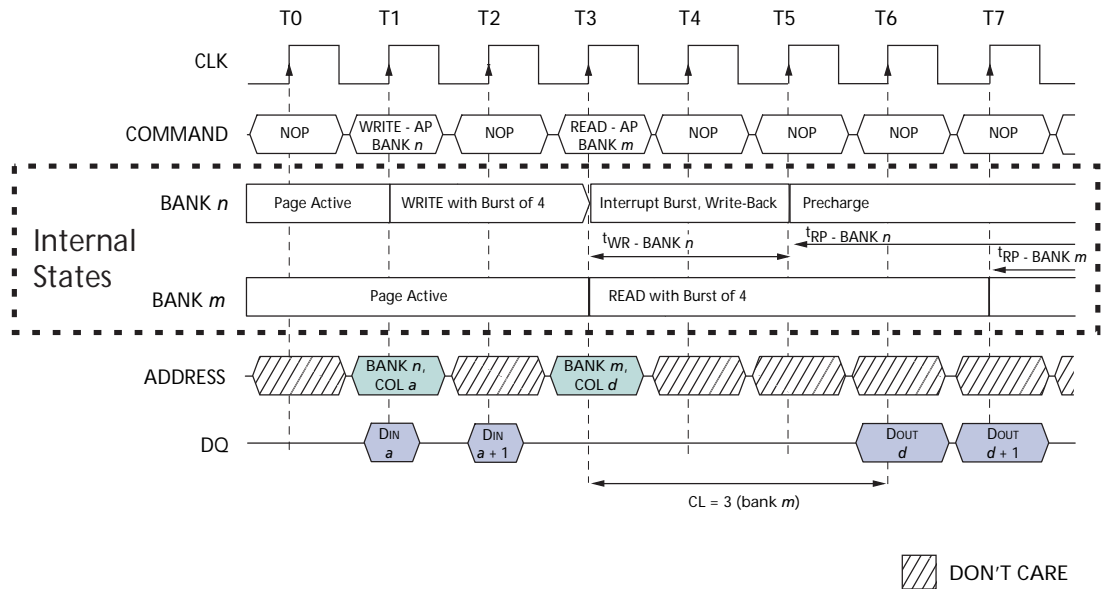 T0 T1 T2 T3 T4 T5 T6 T7
CLK
COMMAND
NOP
WRITE - AP
BANK n
NOP
READ - AP
BANK m
NOP
NOP
NOP
NOP
Internal
States
BANK n
Page Active
WRITE with Burst of 4
Interrupt Burst, Write-Back
Precharge
tWR - BANK n
tRP - BANK n
tRP - BANK m
BANK m
Page Active
READ with Burst of 4
ADDRESS
BANK n,
COL a
BANK m,
COL d
DQ
DIN
a
DIN
a + 1
DOUT
d
DOUT
d + 1
CL = 3 (bank m)
DON'T CARE